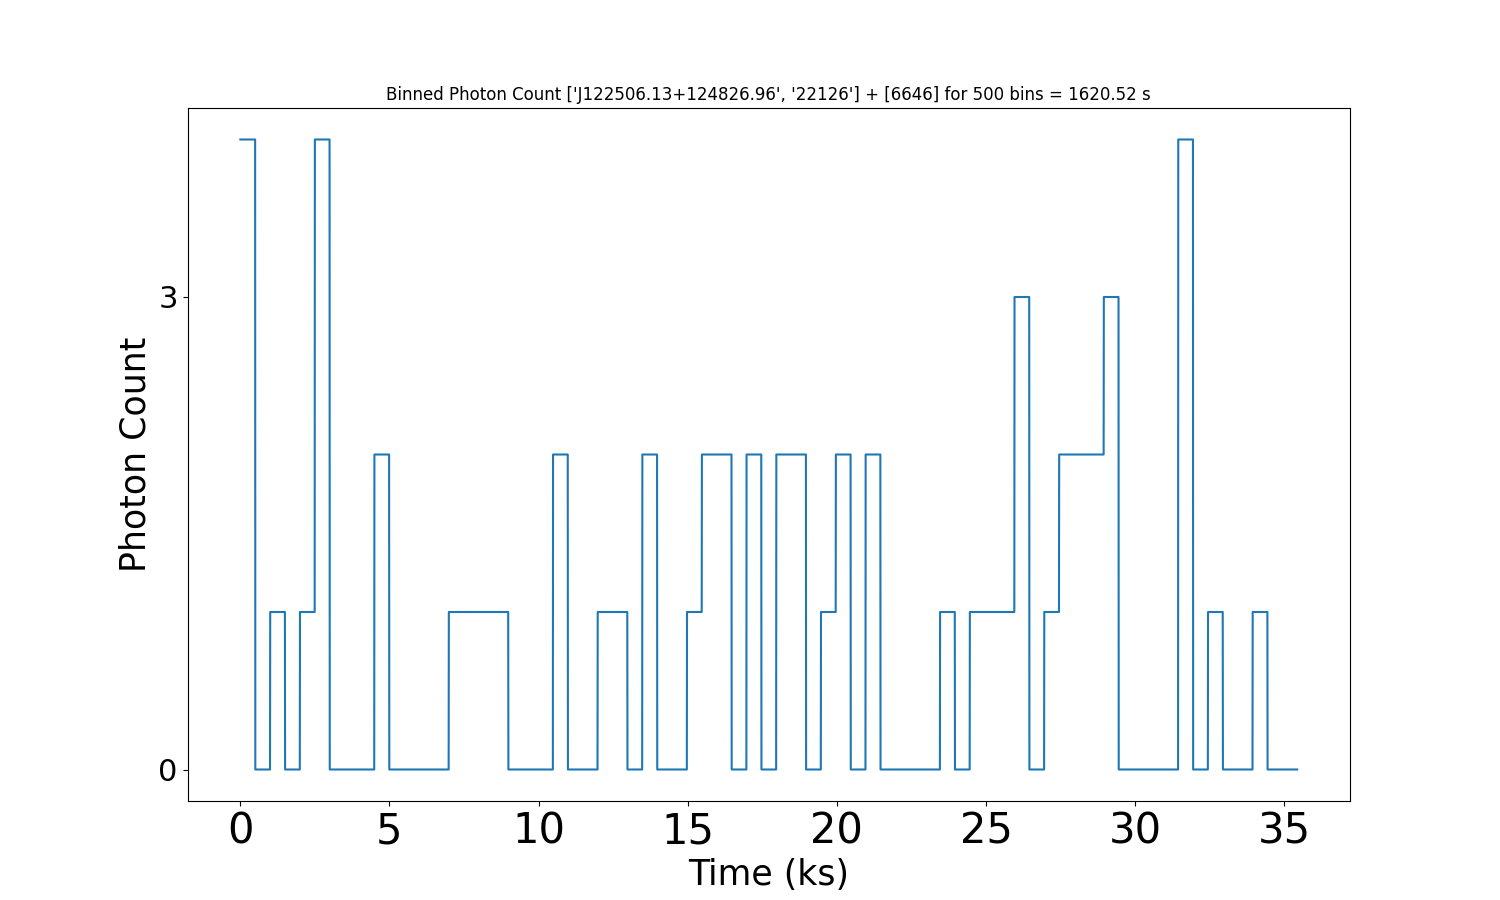 Binned Photon Count ['J122506.13+124826.96', '22126'] + [6646] for 500 bins = 1620.52 s
3
Photon Count
0
0 5 10 15 20 25 30 35
Time (ks)